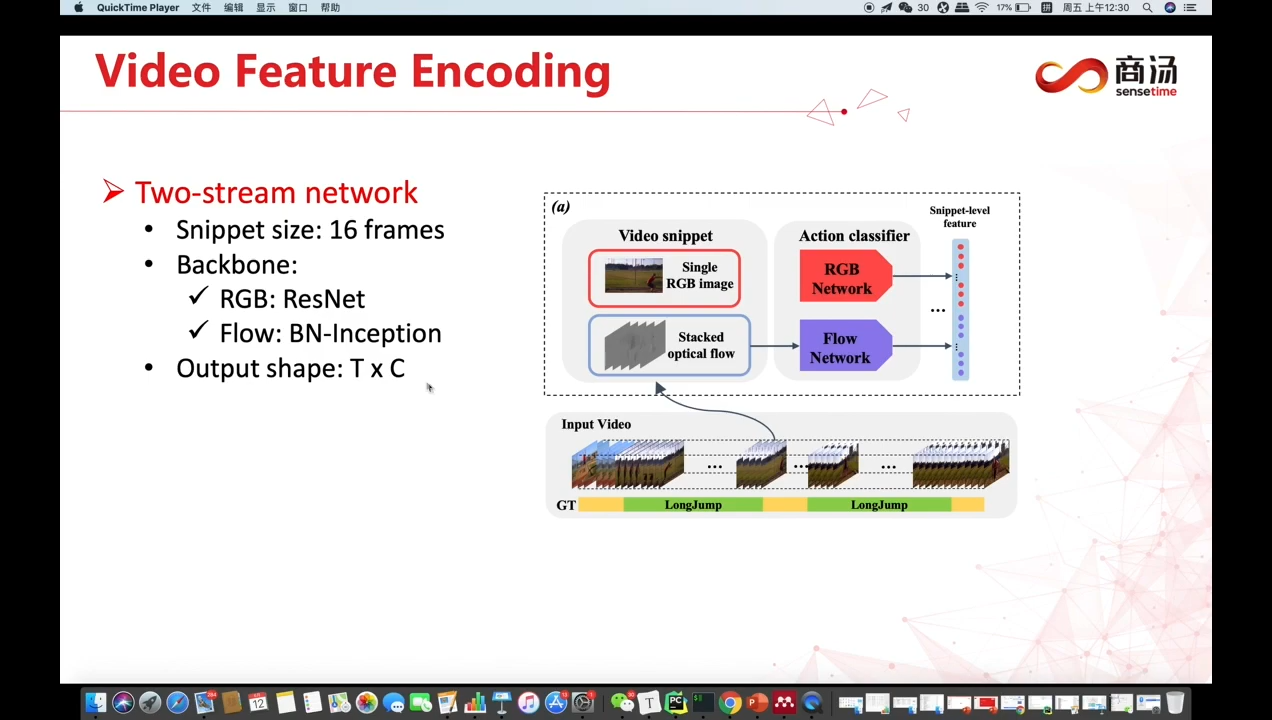 QuickTime Player 文件 编辑 显示 窗口 帮助 30 17% 拼 周五 上午12:30
Video Feature Encoding
商汤
sensetime
Two-stream network
• Snippet size: 16 frames
• Backbone:
✓ RGB: ResNet
✓ Flow: BN-Inception
• Output shape: T x C
(a)
Video snippet
Single
RGB image
Stacked
optical flow
Action classifier
RGB
Network
Flow
Network
...
Snippet-level
feature
Input Video
... ... ...
GT LongJump LongJump
12
T
PC